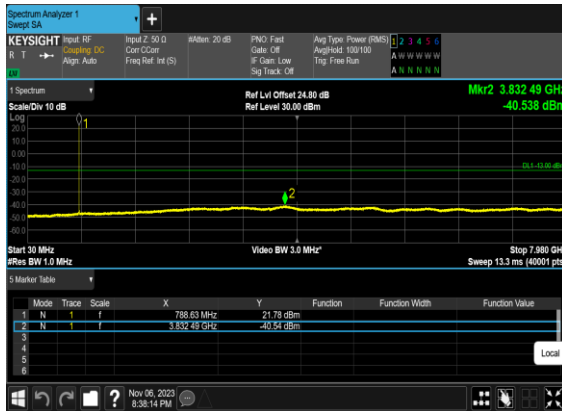 Spectrum Analyzer 1
Swept SA
+
KEYSIGHT Input: RF Input Z: 50 Ω #Atten: 20 dB PNO: Fast Avg Type: Power (RMS) 1 2 3 4 5 6
R T Coupling: DC Corr CCorr Gate: Off Avg|Hold: 100/100 A W W W W W
Align: Auto Freq Ref: Int (S) IF Gain: Low Trig: Free Run
Sig Track: Off A N N N N N
1 Spectrum Ref Lvl Offset 24.80 dB Mkr2 3.832 49 GHz
Scale/Div 10 dB Ref Level 30.00 dBm -40.538 dBm
Log
1
20.0
10.0
0.00
-10.0 DL1 -13.00 dBm
-20.0
-30.0
2
-40.0
-50.0
-60.0
Start 30 MHz Video BW 3.0 MHz* Stop 7.980 GHz
#Res BW 1.0 MHz Sweep 13.3 ms (40001 pts)
5 Marker Table
Mode Trace Scale X Y Function Function Width Function Value
1 N 1 f 788.63 MHz 21.78 dBm
2 N 1 f 3.832 49 GHz -40.54 dBm
3
4
5
6
Local
? Nov 06, 2023
8:38:14 PM